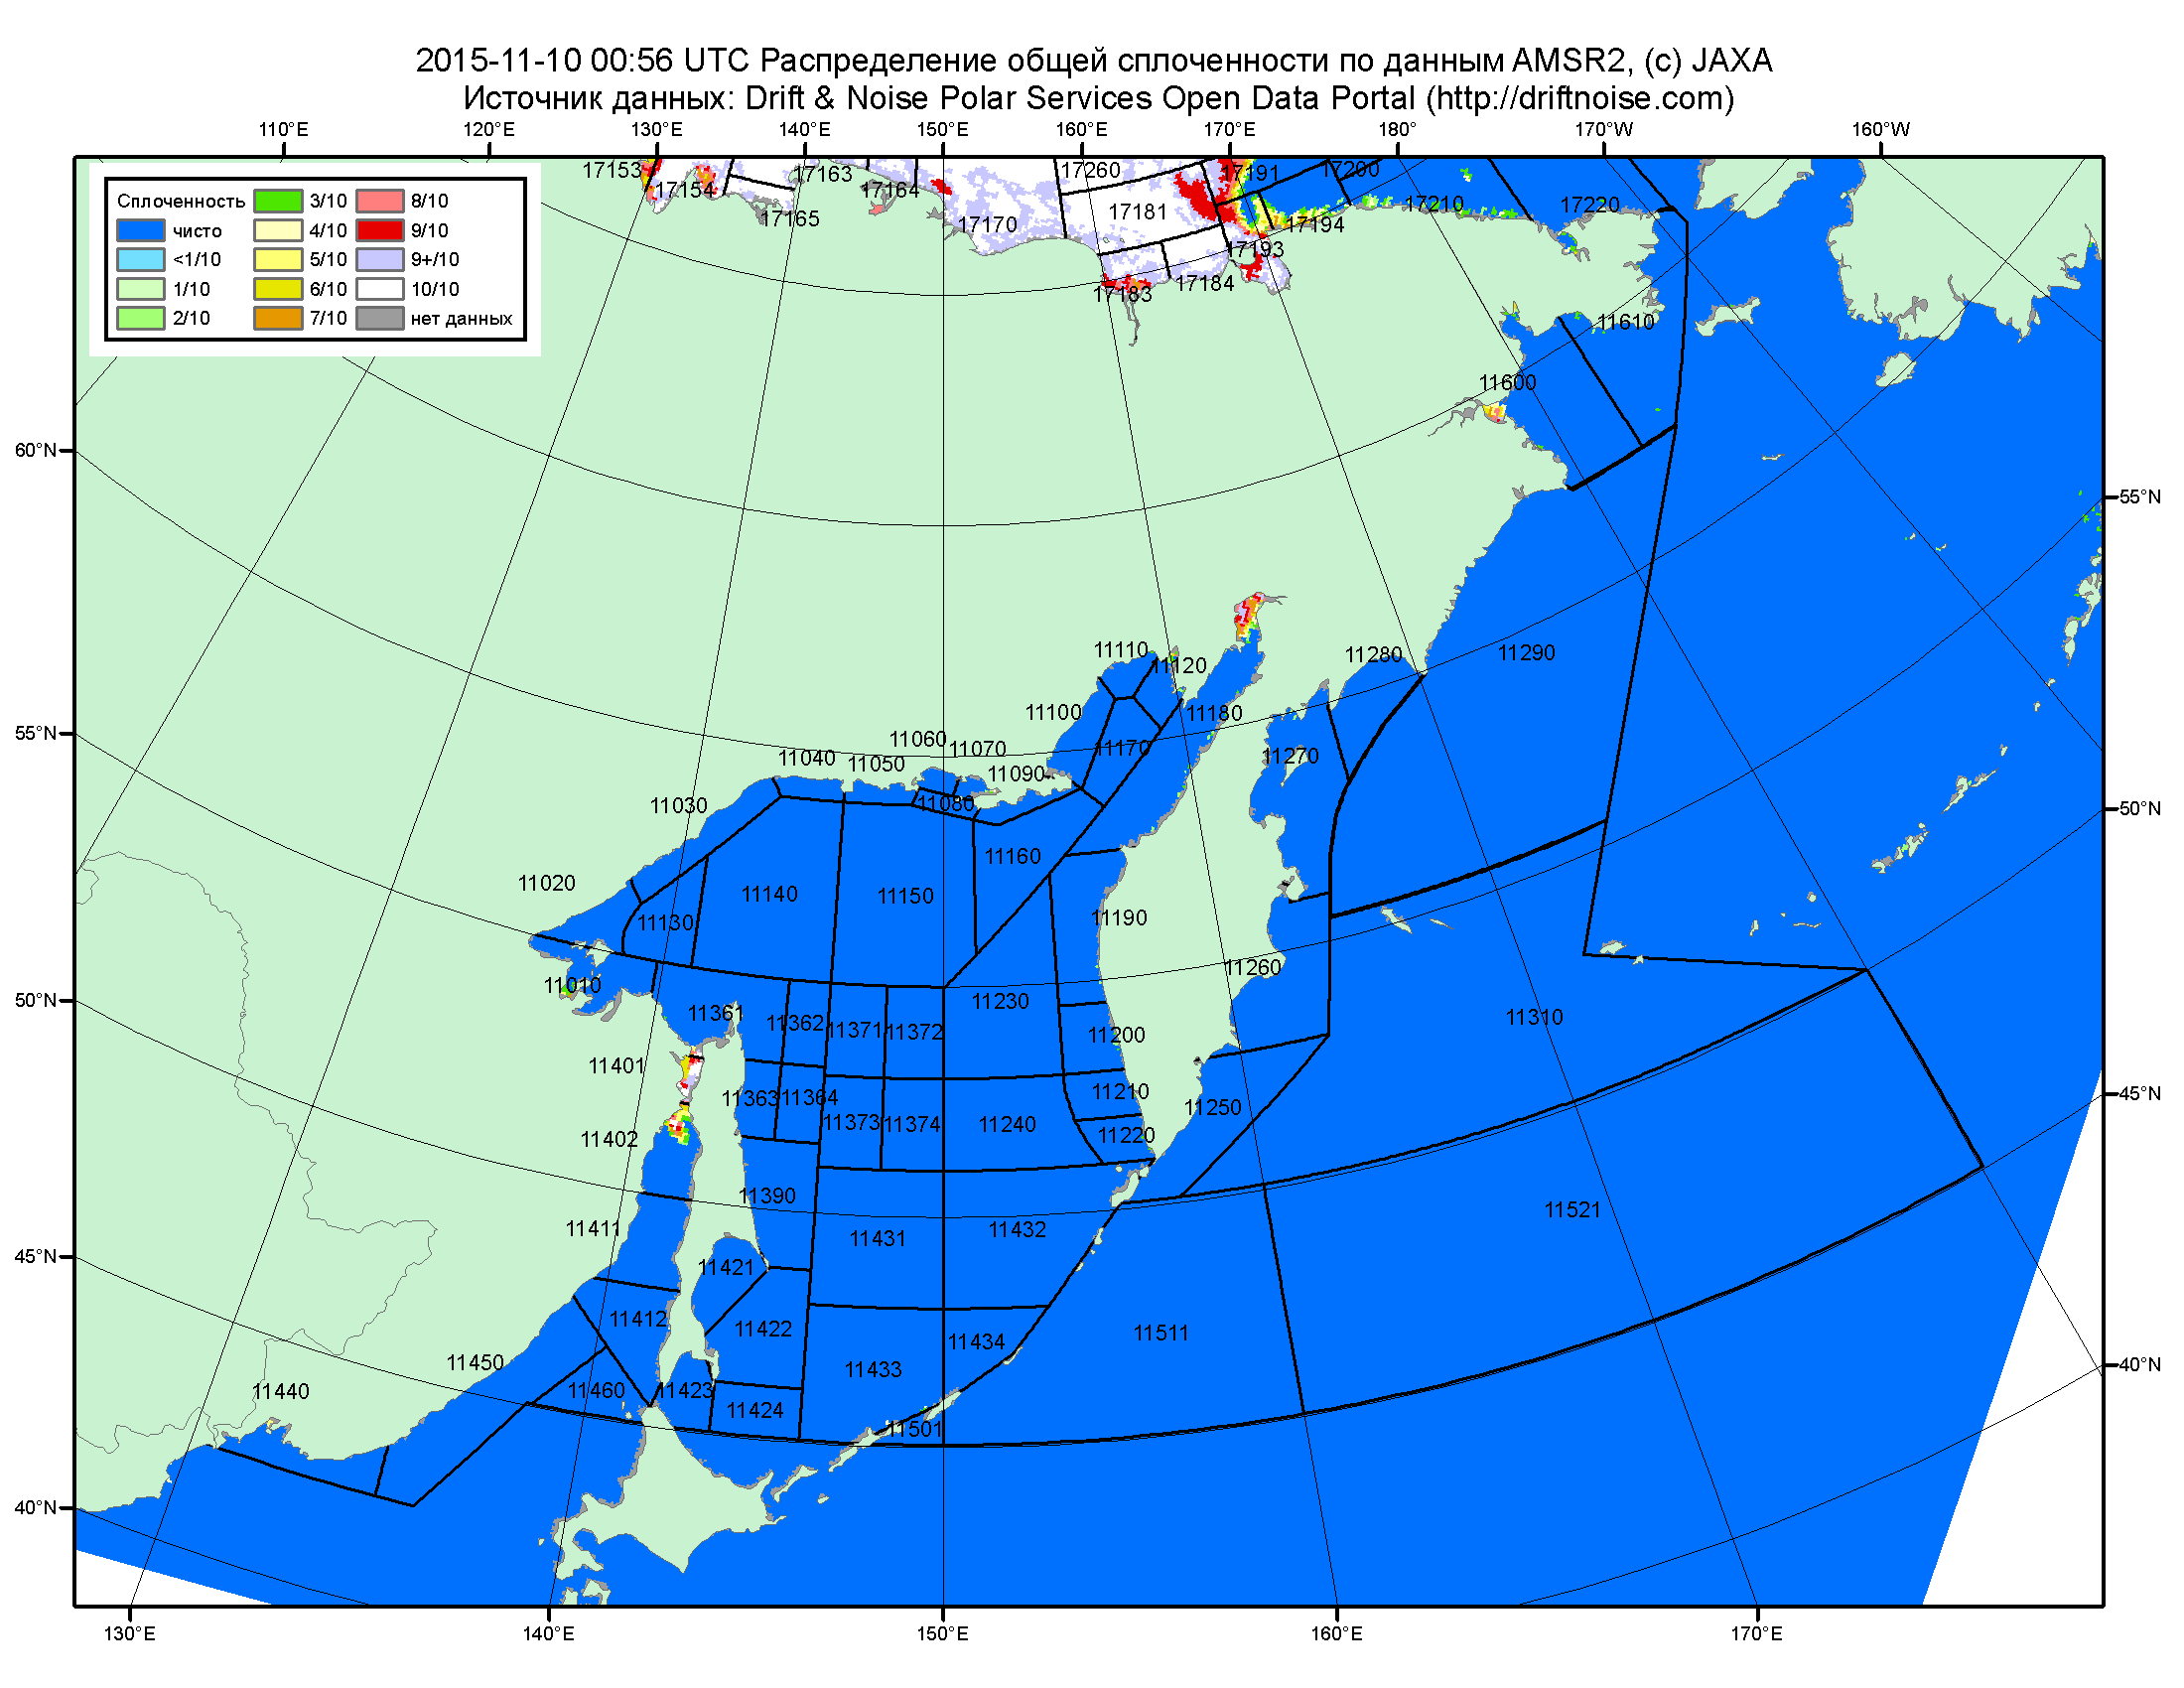 2015-11-10 00:56 UTC Распределение общей сплоченности по данным AMSR2, (c) JAXA
Источник данных: Drift & Noise Polar Services Open Data Portal (http://driftnoise.com)
110°E 120°E 130°E 140°E 150°E 160°E 170°E 180° 170°W 160°W
Сплоченность 3/10 8/10
чисто 4/10 9/10
<1/10 5/10 9+/10
1/10 6/10 10/10
2/10 7/10 нет данных
17153 17163 17260 17191 17200
17154 17164
17165 17170 17181 17194 17210 17220
17193
17183 17184
11610
11600
60°N
55°N
11110 11120 11280 11290
11100 11180
55°N 11060 11070 11170 11270
11040 11050 11090
11030 11080 50°N
11160
11020 11140 11150
11130 11190
11260
50°N 11010 11230 11310
11361 11362 11371 11372 11200
11401 11210 45°N
11363 11364 11250
11402 11373 11374 11240 11220
11390
11411 11431 11432 11521
45°N 11421
11412 11422 11434 11511
11450 11433 40°N
11440 11460 11423
11424 11501
40°N
130°E 140°E 150°E 160°E 170°E